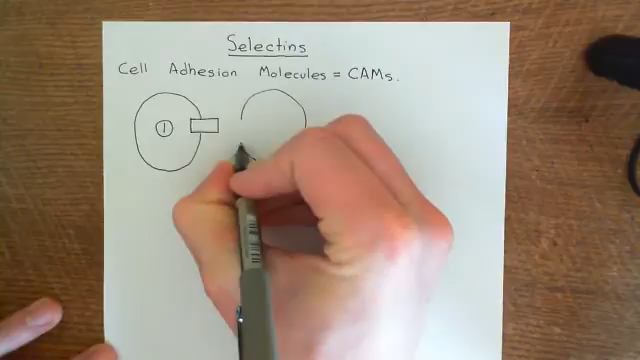 Selectins
Cell Adhesion Molecules = CAMs.
1